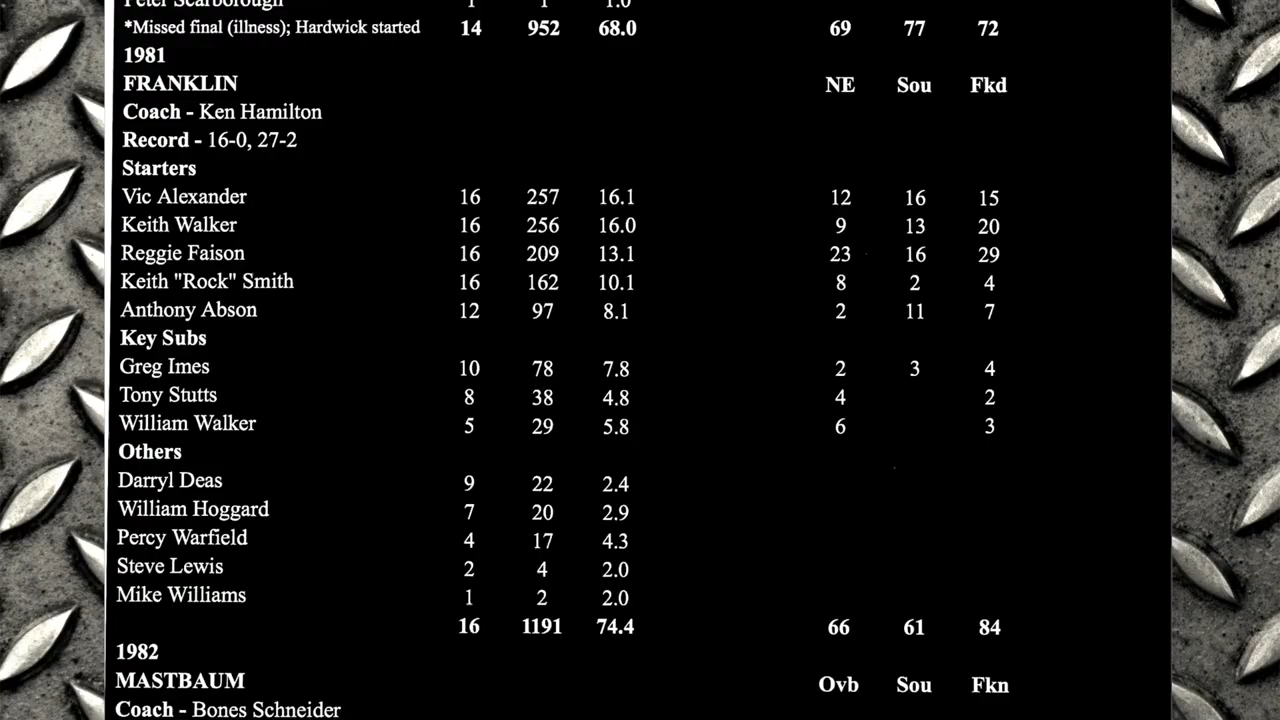 Peter Scarborough 1 1 1.0
*Missed final (illness); Hardwick started 14 952 68.0 69 77 72
1981
FRANKLIN NE Sou Fkd
Coach - Ken Hamilton
Record - 16-0, 27-2
Starters
Vic Alexander 16 257 16.1 12 16 15
Keith Walker 16 256 16.0 9 13 20
Reggie Faison 16 209 13.1 23 16 29
Keith "Rock" Smith 16 162 10.1 8 2 4
Anthony Abson 12 97 8.1 2 11 7
Key Subs
Greg Imes 10 78 7.8 2 3 4
Tony Stutts 8 38 4.8 4 2
William Walker 5 29 5.8 6 3
Others
Darryl Deas 9 22 2.4
William Hoggard 7 20 2.9
Percy Warfield 4 17 4.3
Steve Lewis 2 4 2.0
Mike Williams 1 2 2.0
16 1191 74.4 66 61 84
1982
MASTBAUM Ovb Sou Fkn
Coach - Bones Schneider